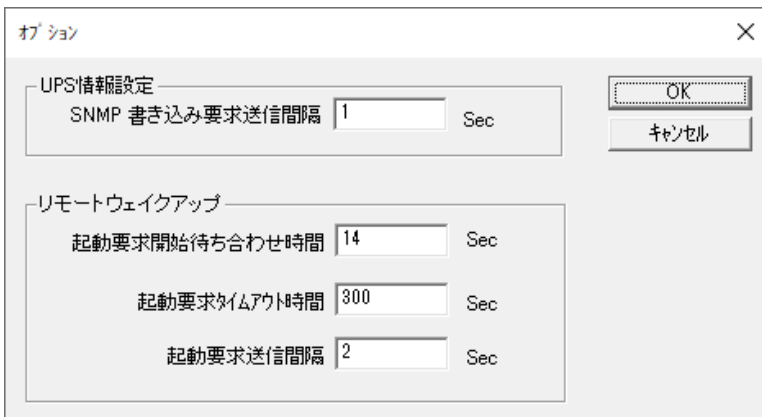 ｵﾌﾟｼｮﾝ
UPS情報設定
SNMP 書き込み要求送信間隔 1 Sec
OK
ｷｬﾝｾﾙ
リモートウェイクアップ
起動要求開始待ち合わせ時間 14 Sec
起動要求ﾀｲﾑｱｳﾄ時間 300 Sec
起動要求送信間隔 2 Sec